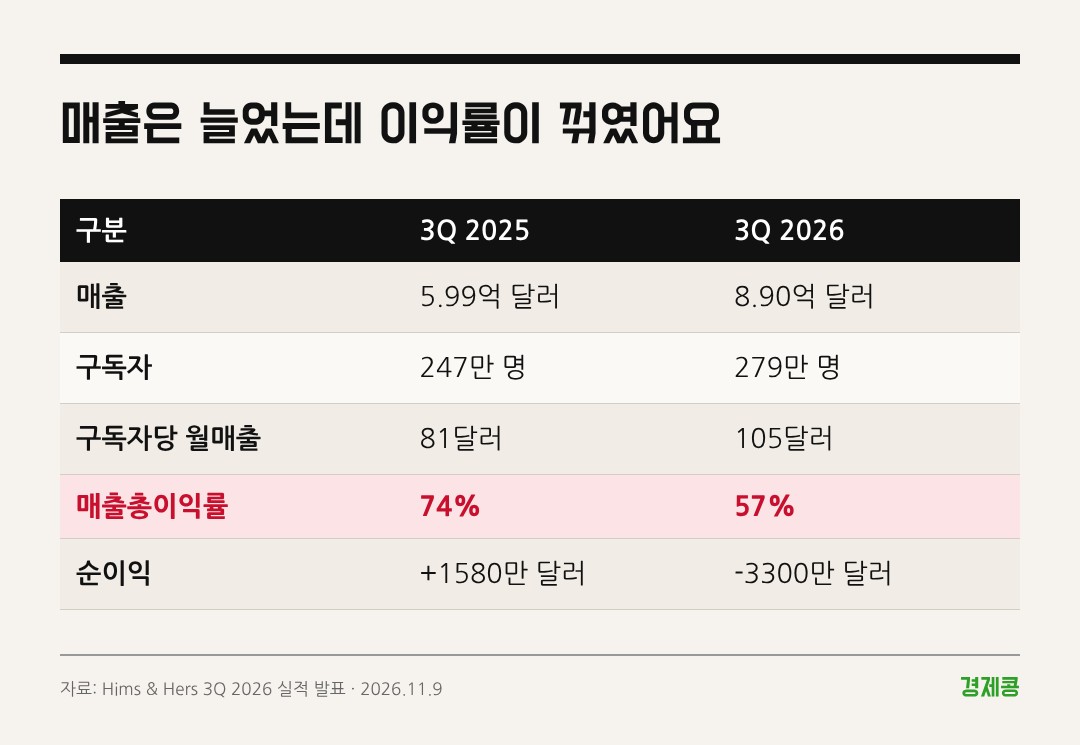 매출은 늘었는데 이익률이 꺾였어요
구분 3Q 2025 3Q 2026
매출 5.99억 달러 8.90억 달러
구독자 247만 명 279만 명
구독자당 월매출 81달러 105달러
매출총이익률 74% 57%
순이익 +1580만 달러 -3300만 달러
자료: Hims & Hers 3Q 2026 실적 발표 · 2026.11.9
경제콩